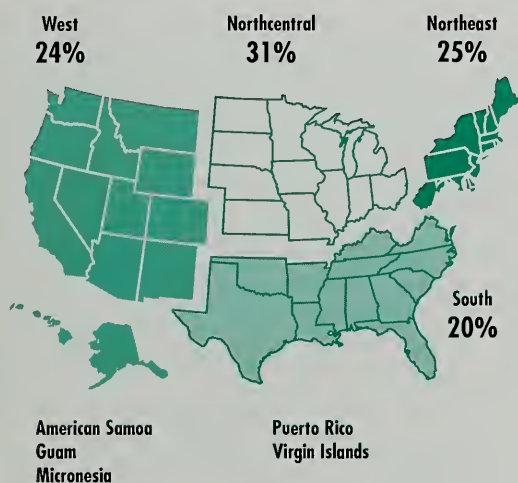 West
24%
Northcentral
31%
Northeast
25%
South
20%
American Samoa
Guam
Micronesia
Puerto Rico
Virgin Islands